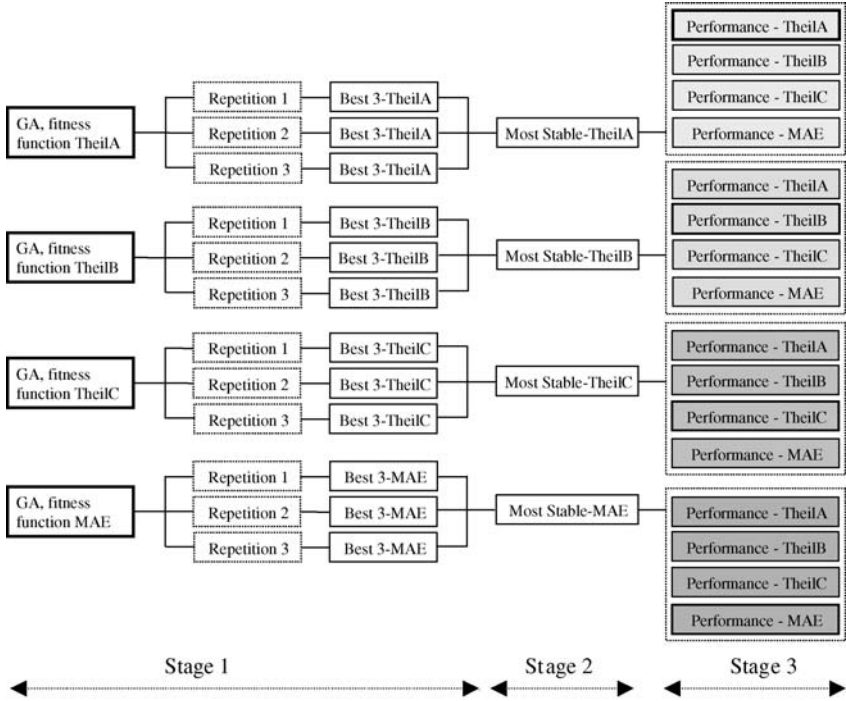 GA, fitness
function TheilA
Repetition 1
Best 3-TheilA
Repetition 2
Best 3-TheilA
Repetition 3
Best 3-TheilA
Most Stable-TheilA
Performance - TheilA
Performance - TheilB
Performance - TheilC
Performance - MAE
GA, fitness
function TheilB
Repetition 1
Best 3-TheilB
Repetition 2
Best 3-TheilB
Repetition 3
Best 3-TheilB
Most Stable-TheilB
Performance - TheilA
Performance - TheilB
Performance - TheilC
Performance - MAE
GA, fitness
function TheilC
Repetition 1
Best 3-TheilC
Repetition 2
Best 3-TheilC
Repetition 3
Best 3-TheilC
Most Stable-TheilC
Performance - TheilA
Performance - TheilB
Performance - TheilC
Performance - MAE
GA, fitness
function MAE
Repetition 1
Best 3-MAE
Repetition 2
Best 3-MAE
Repetition 3
Best 3-MAE
Most Stable-MAE
Performance - TheilA
Performance - TheilB
Performance - TheilC
Performance - MAE
Stage 1
Stage 2
Stage 3